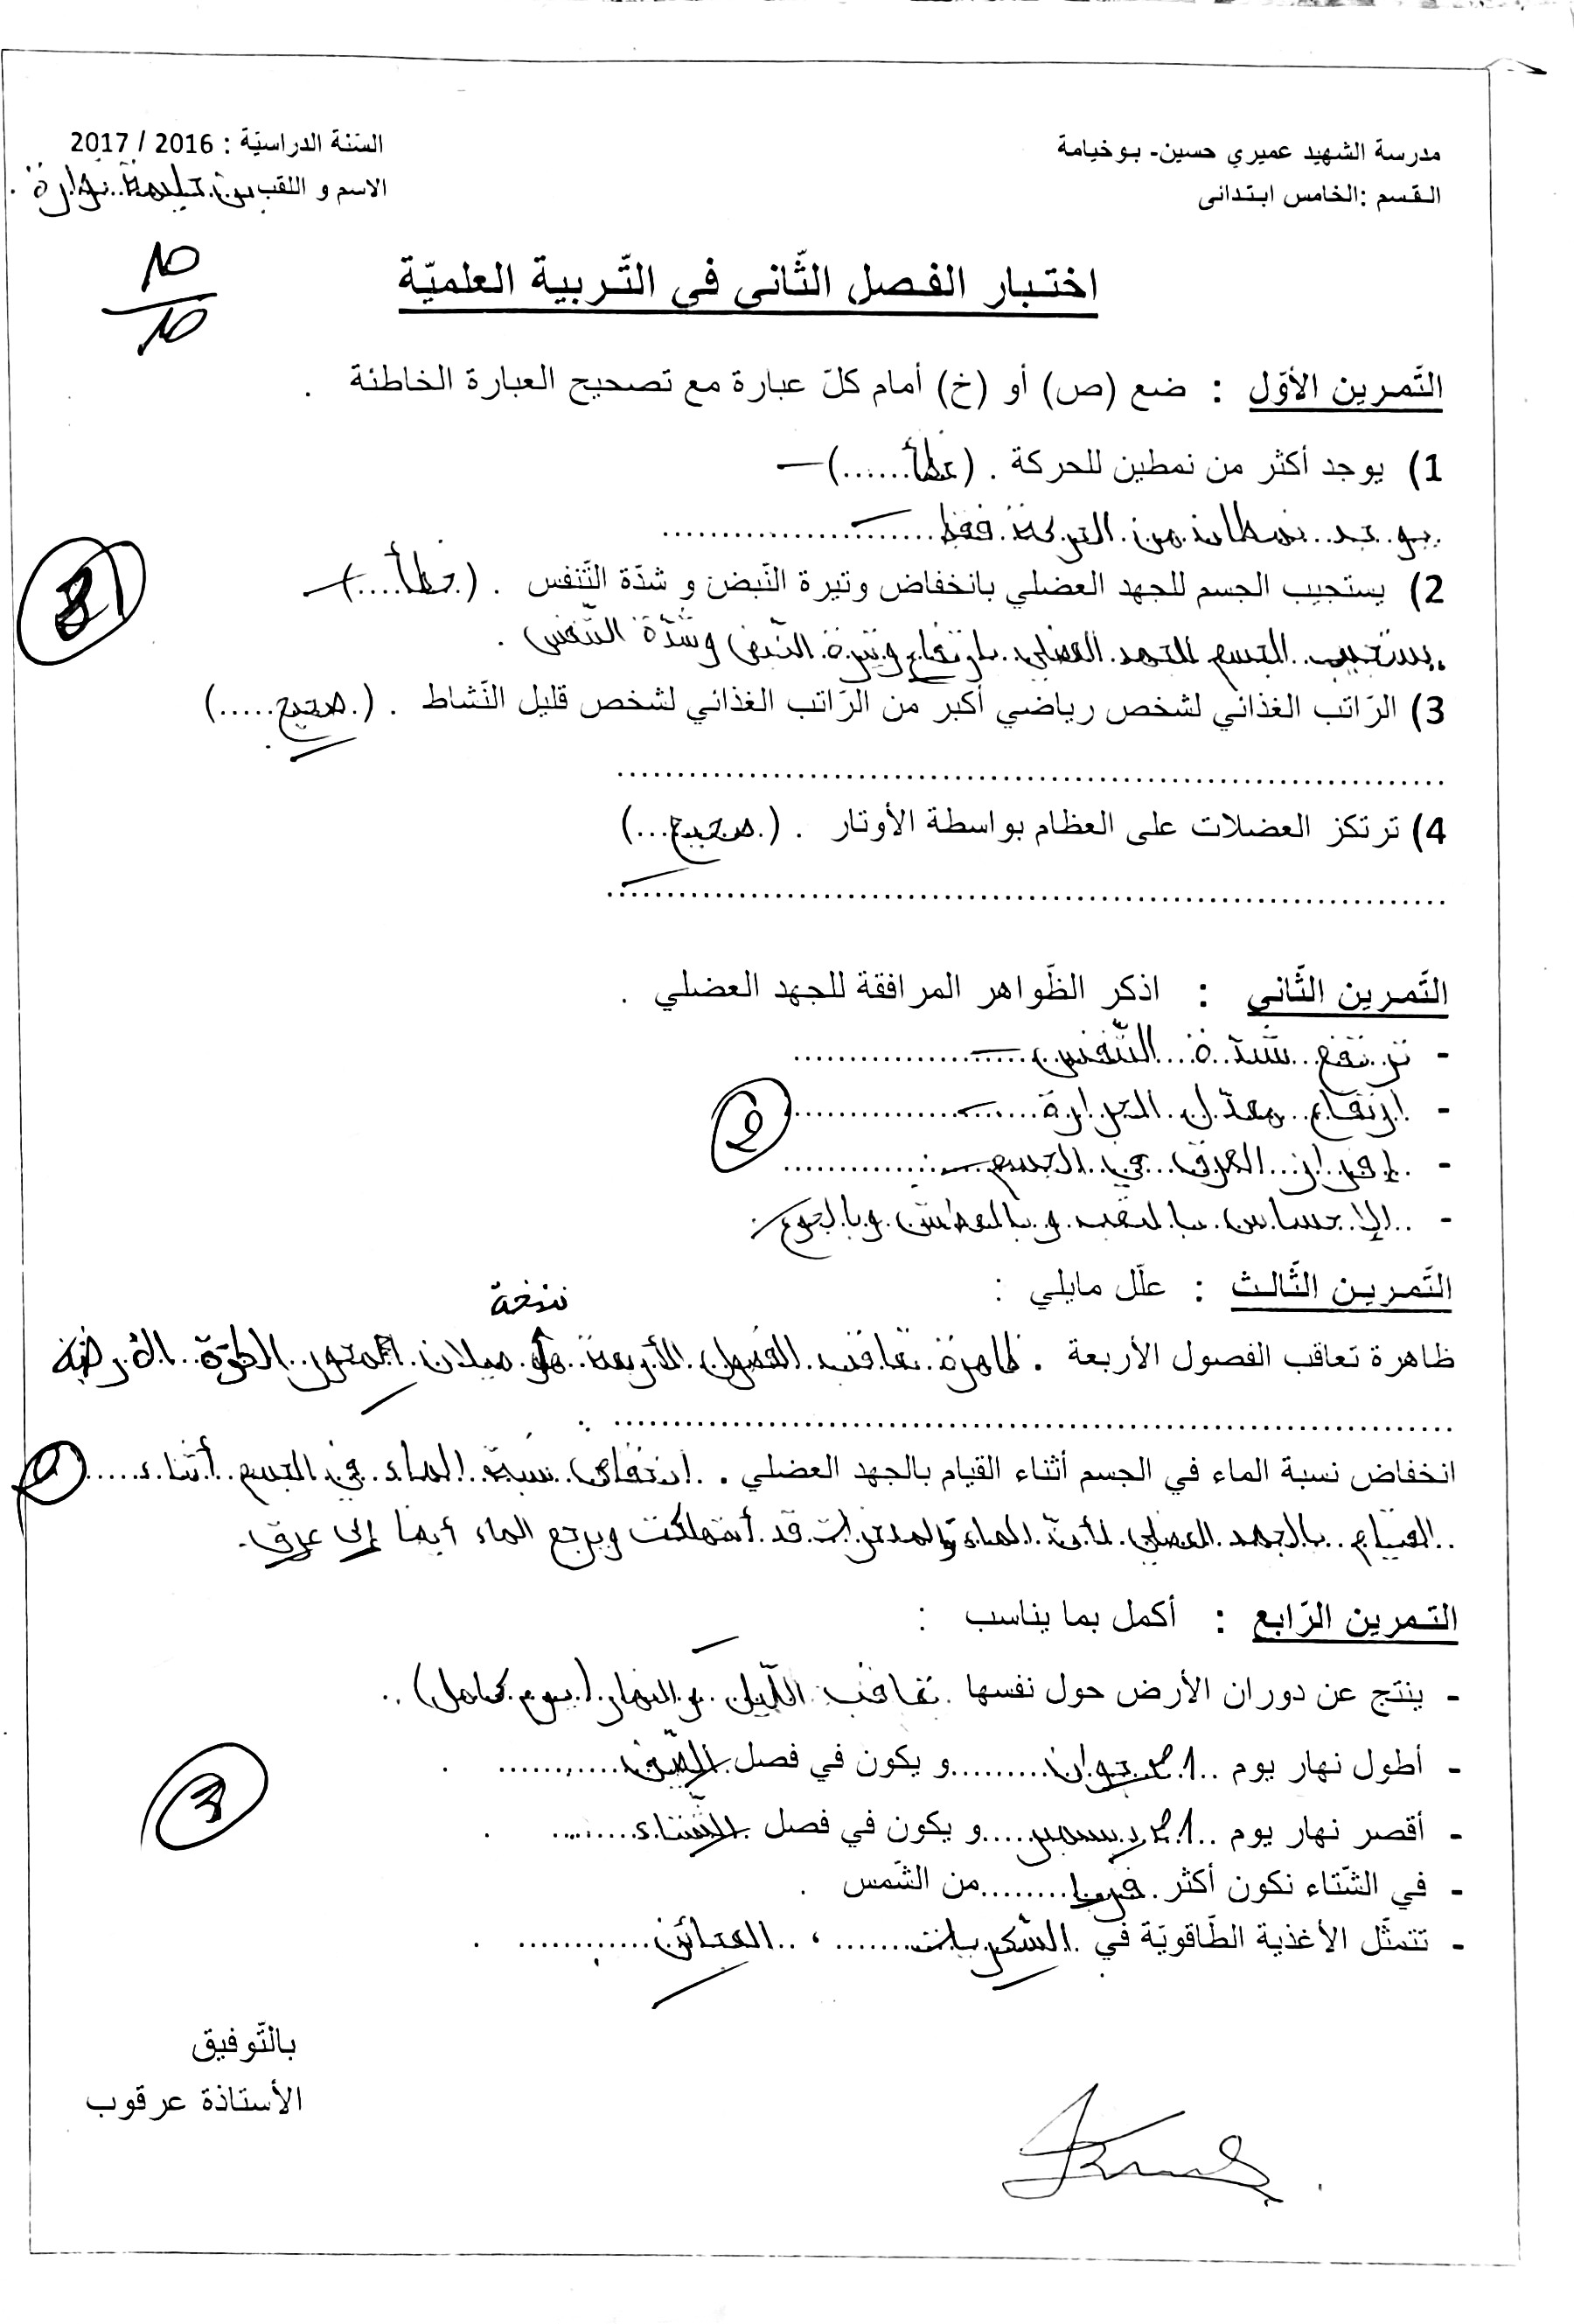 مدرسة الشهيد عميري حسين- بوخيامة
السّنة الدراسيّة : 2016 / 2017
القسم :الخامس ابتدائي
الاسم و اللقب بن حليمة نوارة
10
10
اختبار الفصل الثّاني في التّربية العلميّة
التّمرين الأوّل : ضع (ص) أو (خ) أمام كلّ عبارة مع تصحيح العبارة الخاطئة .
1) يوجد أكثر من نمطين للحركة . (خطأ......)
يوجد نمطان من الحركة فقط
2) يستجيب الجسم للجهد العضلي بانخفاض وتيرة النّبض و شدّة التّنفس . (خطأ....)
يستجيب الجسم للجهد العضلي بارتفاع وتيرة النّبض وشدّة التّنفس .
3) الرّاتب الغذائي لشخص رياضي أكبر من الرّاتب الغذائي لشخص قليل النّشاط . (صحيح.....)
4) ترتكز العضلات على العظام بواسطة الأوتار . (صحيح...)
التّمرين الثّاني : اذكر الظّواهر المرافقة للجهد العضلي .
- ترتفع شدّة التّنفس
- ارتفاع معدّل الحرارة
2
- إفراز العرق في الجسم
- الإحساس بالتعب و بالعطش وبالجوع
التّمرين الثّالث : علّل مايلي :
نتيجة
ظاهرة تعاقب الفصول الأربعة . ظاهرة تعاقب الفصول الأربعة ميلان محور الكرة الأرضية
انخفاض نسبة الماء في الجسم أثناء القيام بالجهد العضلي . انخفاض نسبة الماء في الجسم أثناء
القيام بالجهد العضلي لأنّ الماء والمدخرات قد أستهلكت ويرجع الماء أيضا إلى عرق.
2
التمرين الرّابع : أكمل بما يناسب :
- ينتج عن دوران الأرض حول نفسها تعاقب اللّيل و النهار (يوم كامل)
- أطول نهار يوم 21 جوان و يكون في فصل الصّيف
3
- أقصر نهار يوم 21 ديسمبر و يكون في فصل الشّتاء
- في الشّتاء نكون أكثر قربا من الشّمس .
- تتمثّل الأغذية الطّاقويّة في السّكريات ، العجائن
بالتّوفيق
الأستاذة عرقوب